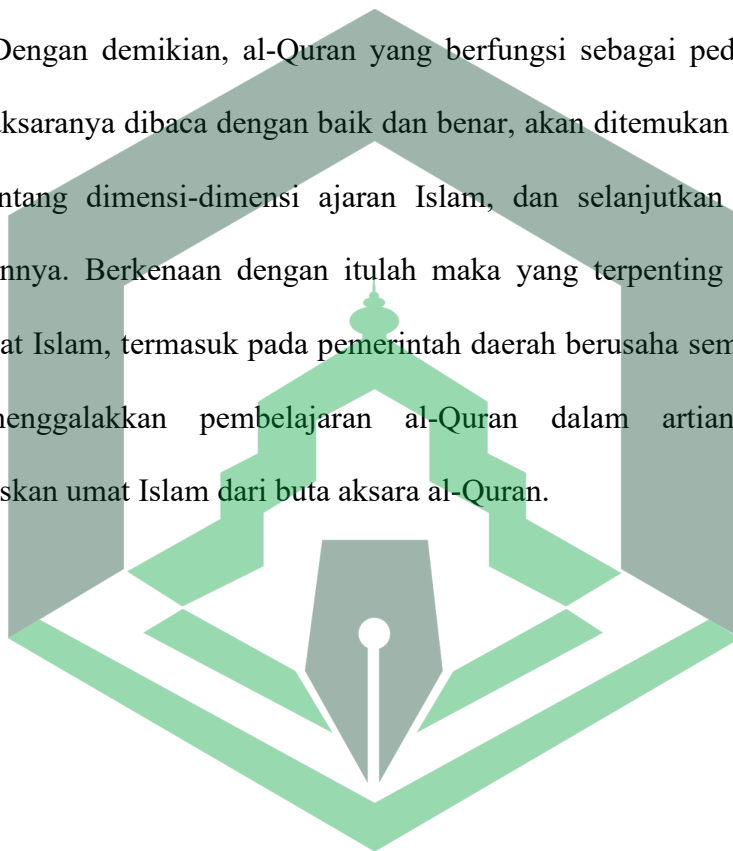 Dengan demikian, al-Quran yang berfungsi sebagai ped
ksaranya dibaca dengan baik dan benar, akan ditemukan
ntang dimensi-dimensi ajaran Islam, dan selanjutkan
nnya. Berkenaan dengan itulah maka yang terpenting
at Islam, termasuk pada pemerintah daerah berusaha sem
enggalakkan pembelajaran al-Quran dalam artian
skan umat Islam dari buta aksara al-Quran.